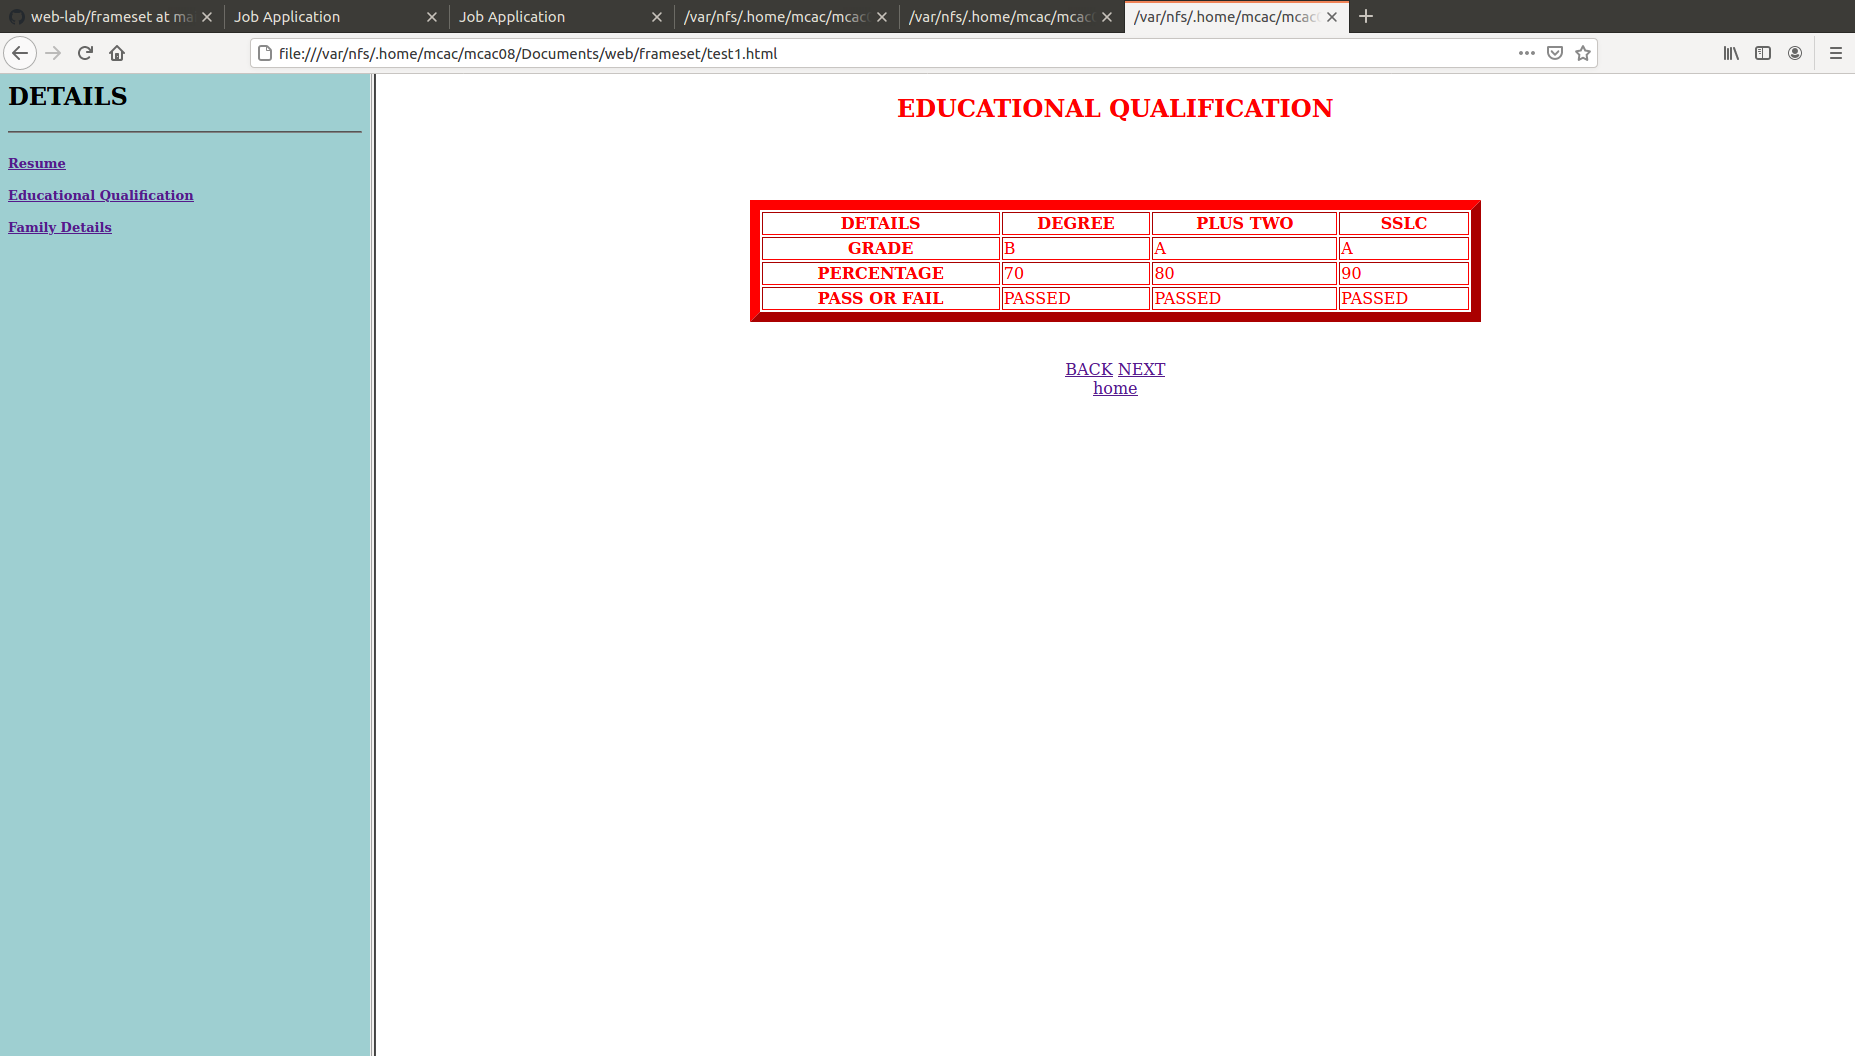 web-lab/frameset at ma
Job Application
Job Application
/var/nfs/.home/mcac/mcac
/var/nfs/.home/mcac/mcac
/var/nfs/.home/mcac/mcac
file:///var/nfs/.home/mcac/mcac08/Documents/web/frameset/test1.html
DETAILS
Resume
Educational Qualification
Family Details
EDUCATIONAL QUALIFICATION
DETAILS DEGREE PLUS TWO SSLC
GRADE B A A
PERCENTAGE 70 80 90
PASS OR FAIL PASSED PASSED PASSED
BACK NEXT
home